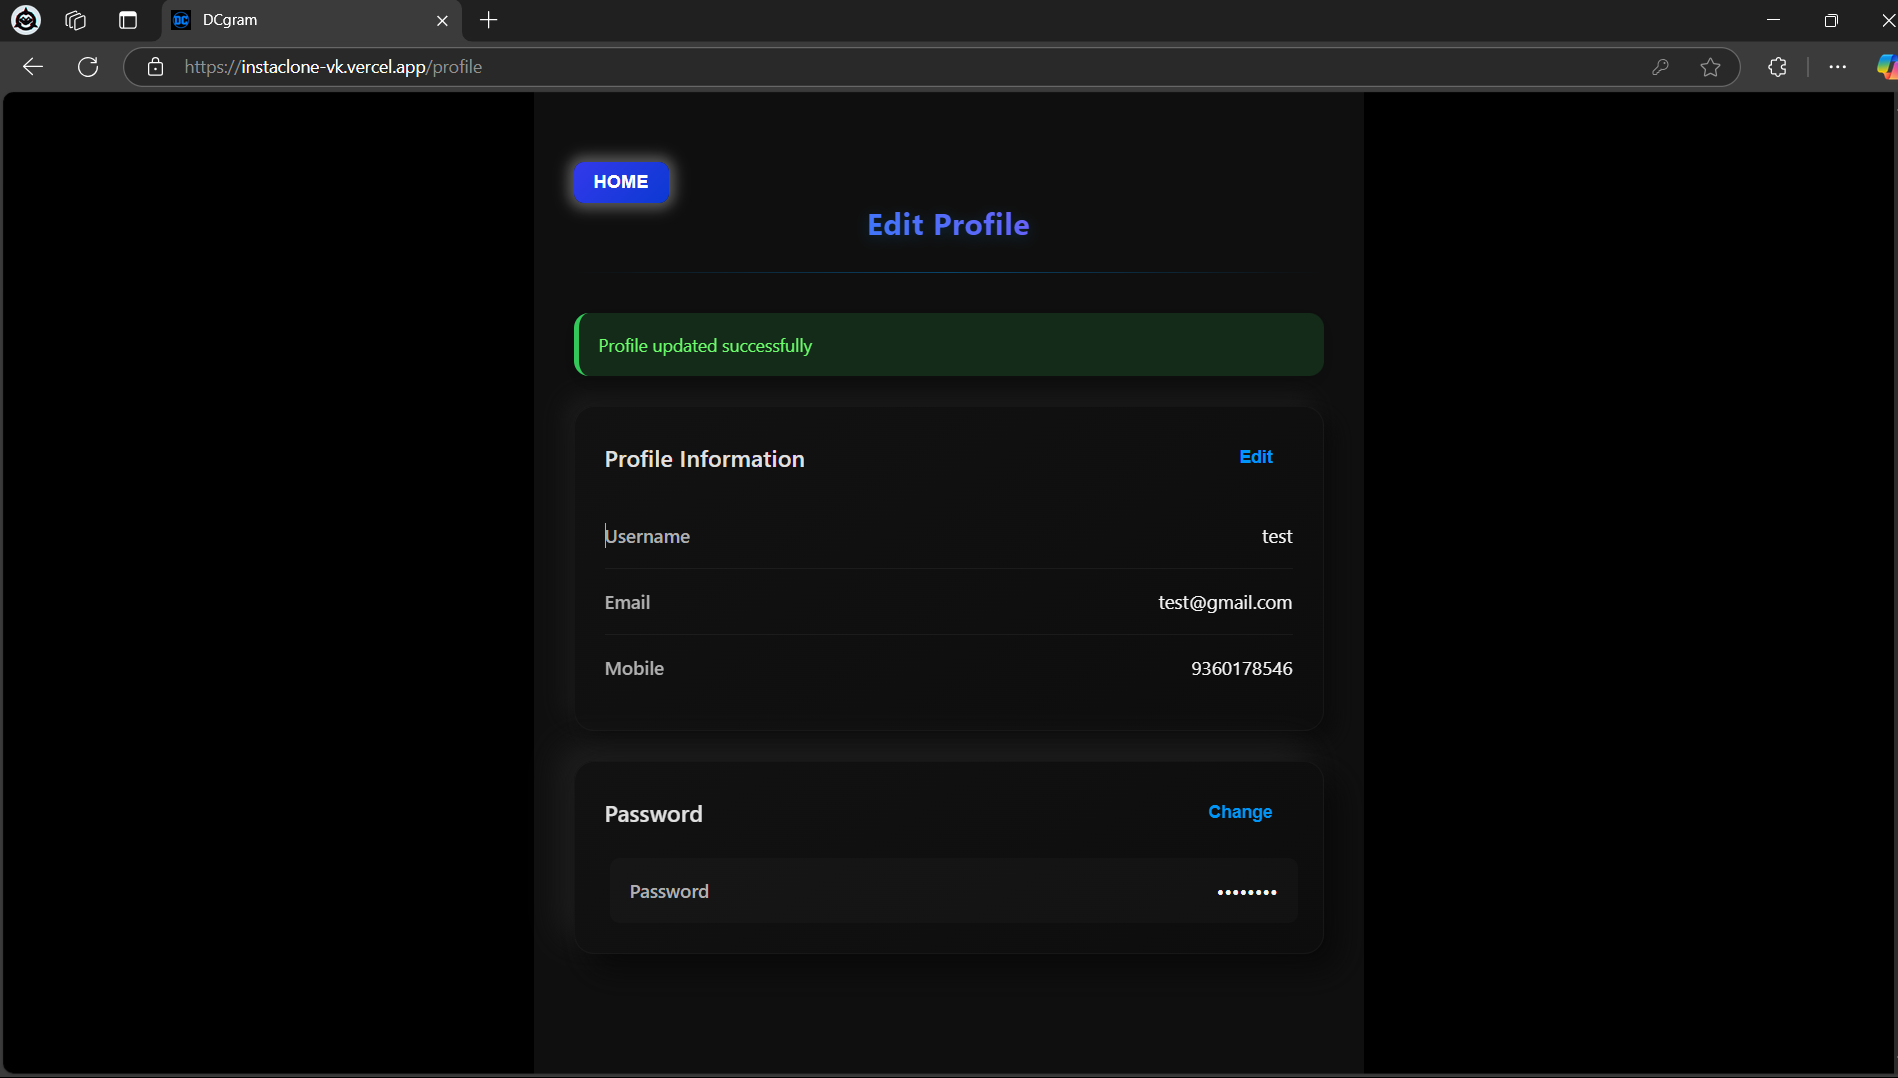 DC DCgram
https://instaclone-vk.vercel.app/profile
HOME
Edit Profile
Profile updated successfully
Profile Information Edit
Username test
Email test@gmail.com
Mobile 9360178546
Password Change
Password ••••••••